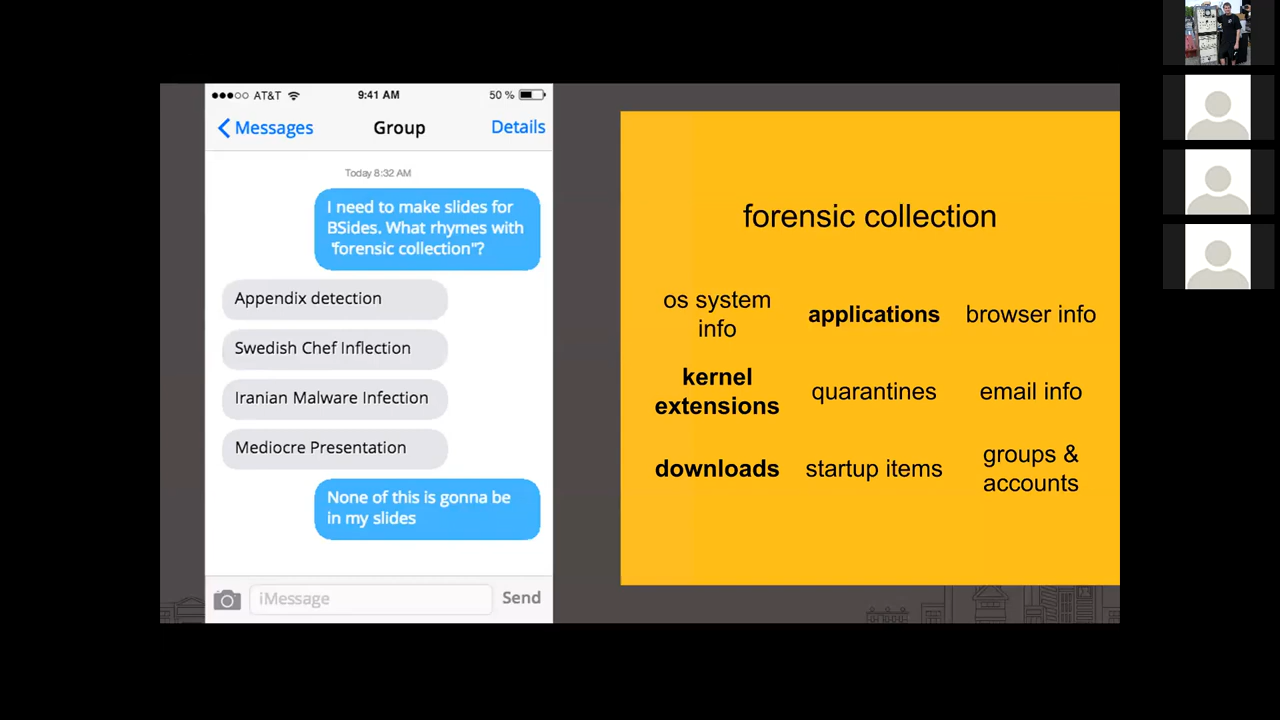 AT&T
9:41 AM
50 %
Messages
Group
Details
Today 8:32 AM
I need to make slides for
BSides. What rhymes with
"forensic collection"?
Appendix detection
Swedish Chef Inflection
Iranian Malware Infection
Mediocre Presentation
None of this is gonna be
in my slides
iMessage
Send
forensic collection
os system
info
applications
browser info
kernel
extensions
quarantines
email info
downloads
startup items
groups &
accounts